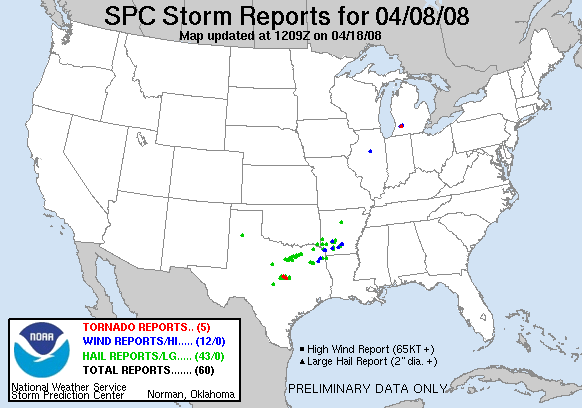 SPC Storm Reports for 04/08/08
Map updated at 1209Z on 04/18/08
NOAA
TORNADO REPORTS.. (5)
WIND REPORTS/HI..... (12/0)
HAIL REPORTS/LG..... (43/0)
TOTAL REPORTS....... (60)
National Weather Service
Storm Prediction Center Norman, Oklahoma
High Wind Report (65KT +)
Large Hail Report (2" dia. +)
PRELIMINARY DATA ONLY